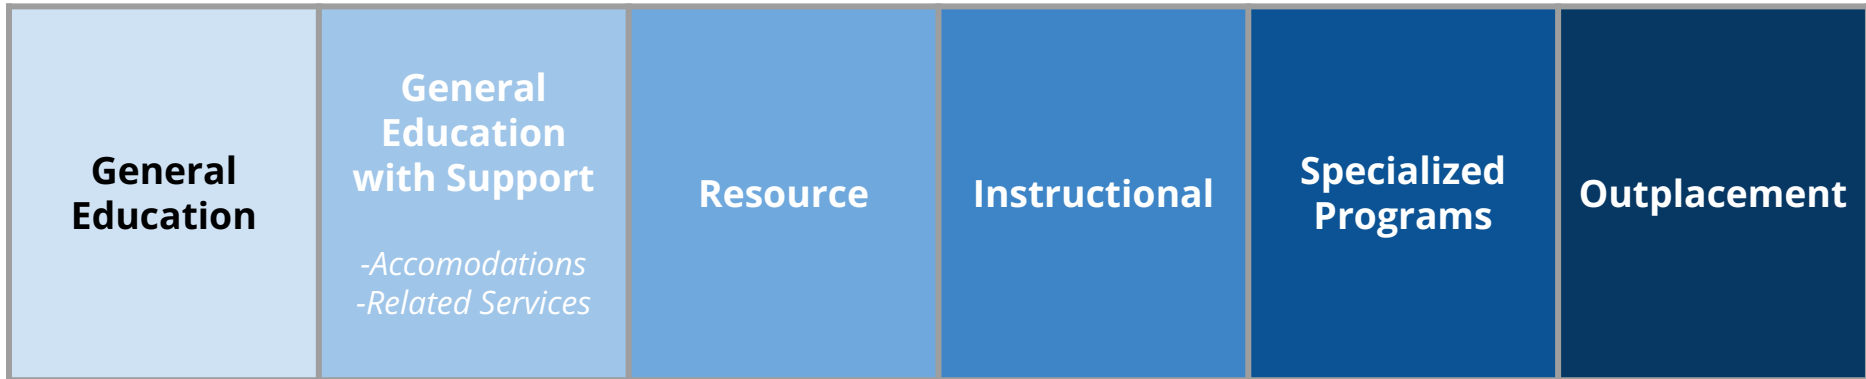 General
Education
General
Education
with Support
-Accomodations
-Related Services
Resource
Instructional
Specialized
Programs
Outplacement